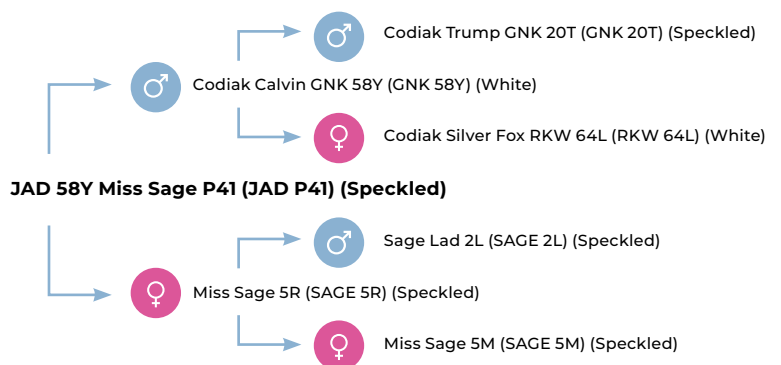 Codiak Trump GNK 20T (GNK 20T) (Speckled)
Codiak Calvin GNK 58Y (GNK 58Y) (White)
Codiak Silver Fox RKW 64L (RKW 64L) (White)
JAD 58Y Miss Sage P41 (JAD P41) (Speckled)
Sage Lad 2L (SAGE 2L) (Speckled)
Miss Sage 5R (SAGE 5R) (Speckled)
Miss Sage 5M (SAGE 5M) (Speckled)